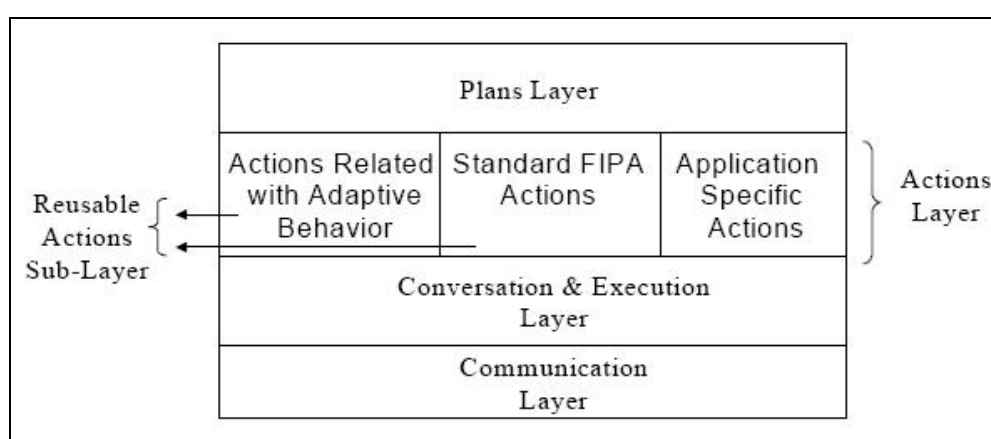 Plans Layer
Actions Related
with Adaptive
Behavior
Standard FIPA
Actions
Application
Specific
Actions
Actions
Layer
Reusable
Actions
Sub-Layer
Conversation & Execution
Layer
Communication
Layer